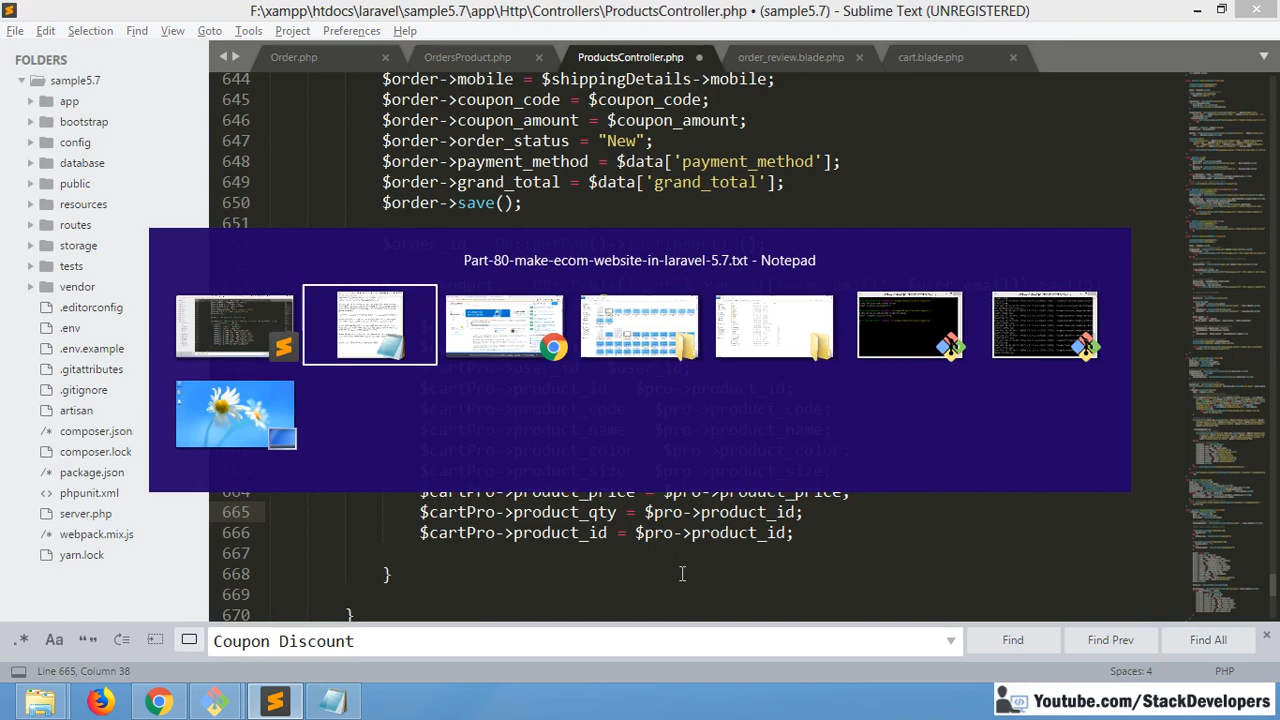 F:\xampp\htdocs\laravel\sample5.7\app\Http\Controllers\ProductsController.php • (sample5.7) - Sublime Text (UNREGISTERED)
File Edit Selection Find View Goto Tools Project Preferences Help
FOLDERS
sample5.7
app
bootstrap
config
database
public
resources
routes
storage
tests
vendor
.editorconfig
.env
.env.example
.gitattributes
.gitignore
artisan
composer.json
composer.lock
package.json
phpunit.xml
server.php
webpack.mix.js
yarn.lock
Order.php OrdersProduct.php ProductsController.php order_review.blade.php cart.blade.php
644 $order->mobile = $shippingDetails->mobile;
645 $order->coupon_code = $coupon_code;
646 $order->coupon_amount = $coupon_amount;
647 $order->order_status = "New";
648 $order->payment_method = $data['payment_method'];
649 $order->grand_total = $data['grand_total'];
650 $order->save();
651
Part-80-make-ecom-website-in-laravel-5.7.txt - Notepad
$cartPro->product_price = $pro->product_price;
665 $cartPro->product_qty = $pro->product_id;
666 $cartPro->product_id = $pro->product_id;
667
668 }
669
670 }
Coupon Discount
Find Find Prev Find All
Line 665, Column 38 Spaces: 4 PHP
Youtube.com/StackDevelopers